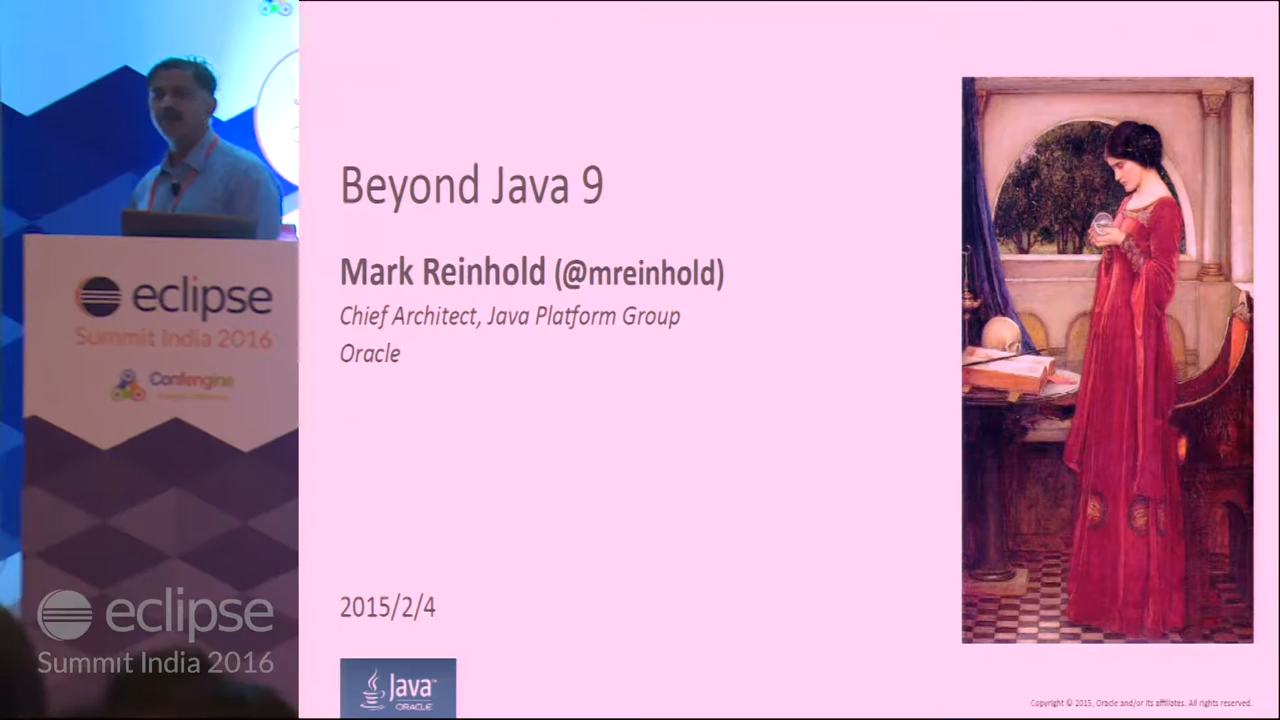 Beyond Java 9
Mark Reinhold (@mreinhold)
Chief Architect, Java Platform Group
Oracle
2015/2/4
Java™
ORACLE
Copyright © 2015, Oracle and/or its affiliates. All rights reserved.
eclipse
Summit India 2016
Confengine
eclipse
Summit India 2016